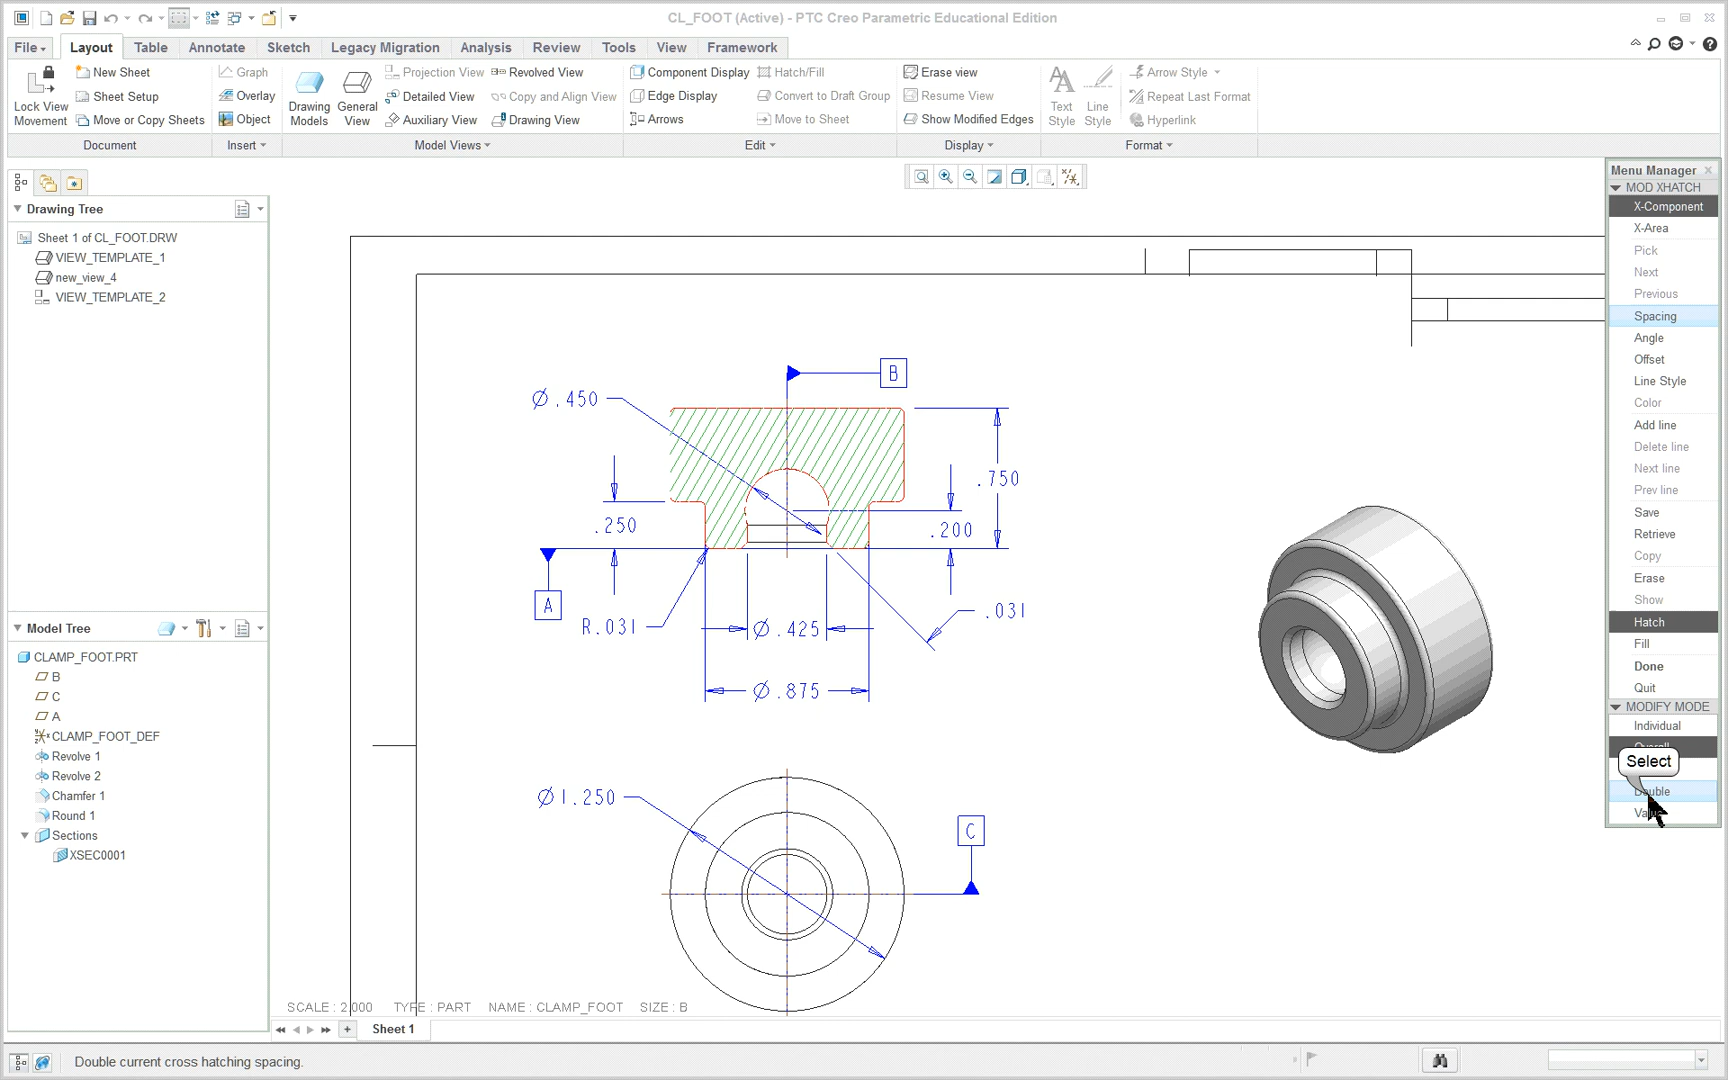 CL_FOOT (Active) - PTC Creo Parametric Educational Edition
File Layout Table Annotate Sketch Legacy Migration Analysis Review Tools View Framework
Lock View Movement
New Sheet
Sheet Setup
Move or Copy Sheets
Document
Graph
Overlay
Object
Insert
Drawing Models
General View
Projection View
Detailed View
Auxiliary View
Revolved View
Copy and Align View
Drawing View
Model Views
Component Display
Edge Display
Arrows
Hatch/Fill
Convert to Draft Group
Move to Sheet
Edit
Erase view
Resume View
Show Modified Edges
Display
Text Style
Line Style
Arrow Style
Repeat Last Format
Hyperlink
Format
Drawing Tree
Sheet 1 of CL_FOOT.DRW
VIEW_TEMPLATE_1
new_view_4
VIEW_TEMPLATE_2
Model Tree
CLAMP_FOOT.PRT
B
C
A
CLAMP_FOOT_DEF
Revolve 1
Revolve 2
Chamfer 1
Round 1
Sections
XSEC0001
B
Ø.450
.750
.250
.200
A
R.031
Ø.425
.031
Ø.875
Ø1.250
C
SCALE : 2.000 TYPE : PART NAME : CLAMP_FOOT SIZE : B
Sheet 1
Menu Manager
MOD XHATCH
X-Component
X-Area
Pick
Next
Previous
Spacing
Angle
Offset
Line Style
Color
Add line
Delete line
Next line
Prev line
Save
Retrieve
Copy
Erase
Show
Hatch
Fill
Done
Quit
MODIFY MODE
Individual
Overall
Select
Double
Double current cross hatching spacing.